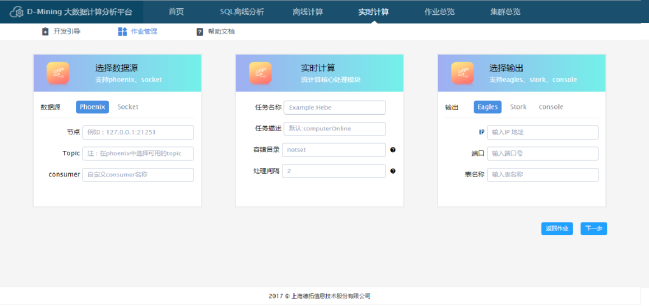 D-Mining 大数据计算分析平台 首页 SQL离线分析 离线计算 实时计算 作业总览 集群总览
开发引导 作业管理 帮助文档
选择数据源
支持phoenix、socket
数据源 Phoenix Socket
节点 例如：127.0.0.1:21251
Topic 注：在phoenix中选择可用的topic
consumer 自定义consumer名称
实时计算
流计算核心处理模块
任务名称 Example:Hebe
任务描述 默认:computerOnline
容错目录 notset
处理间隔 2
选择输出
支持eagles、stork、console
输出 Eagles Stork console
IP 输入IP地址
端口 输入端口号
表名称 输入表名称
返回作业 下一步
2017 © 上海德拓信息技术股份有限公司